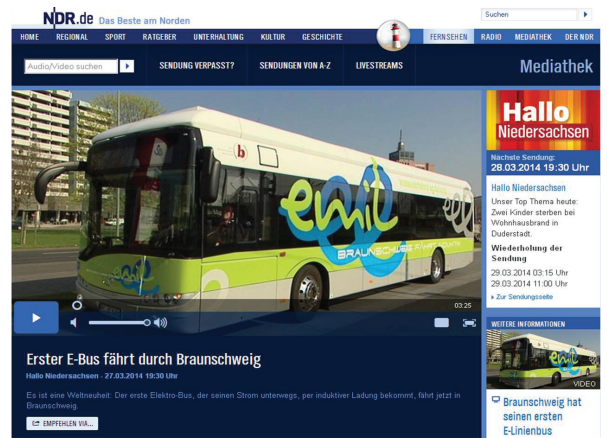 NDR.de Das Beste am Norden
Suchen
HOME REGIONAL SPORT RATGEBER UNTERHALTUNG KULTUR GESCHICHTE FERNSEHEN RADIO MEDIATHEK DER NDR
Audio/Video suchen SENDUNG VERPASST? SENDUNGEN VON A-Z LIVESTREAMS Mediathek
b
emil
BRAUNSCHWEIG FÄHRT
03:25
Hallo
Niedersachsen
Nächste Sendung:
28.03.2014 19:30 Uhr
Hallo Niedersachsen
Unser Top Thema heute:
Zwei Kinder sterben bei
Wohnhausbrand in
Duderstadt.
Wiederholung der
Sendung
29.03.2014 03:15 Uhr
29.03.2014 11:00 Uhr
Zur Sendungsseite
WEITERE INFORMATIONEN
VIDEO
Braunschweig hat
seinen ersten
E-Linienbus
Erster E-Bus fährt durch Braunschweig
Hallo Niedersachsen - 27.03.2014 19:30 Uhr
Es ist eine Weltneuheit: Der erste Elektro-Bus, der seinen Strom unterwegs, per induktiver Ladung bekommt, fährt jetzt in
Braunschweig.
EMPFEHLEN VIA...